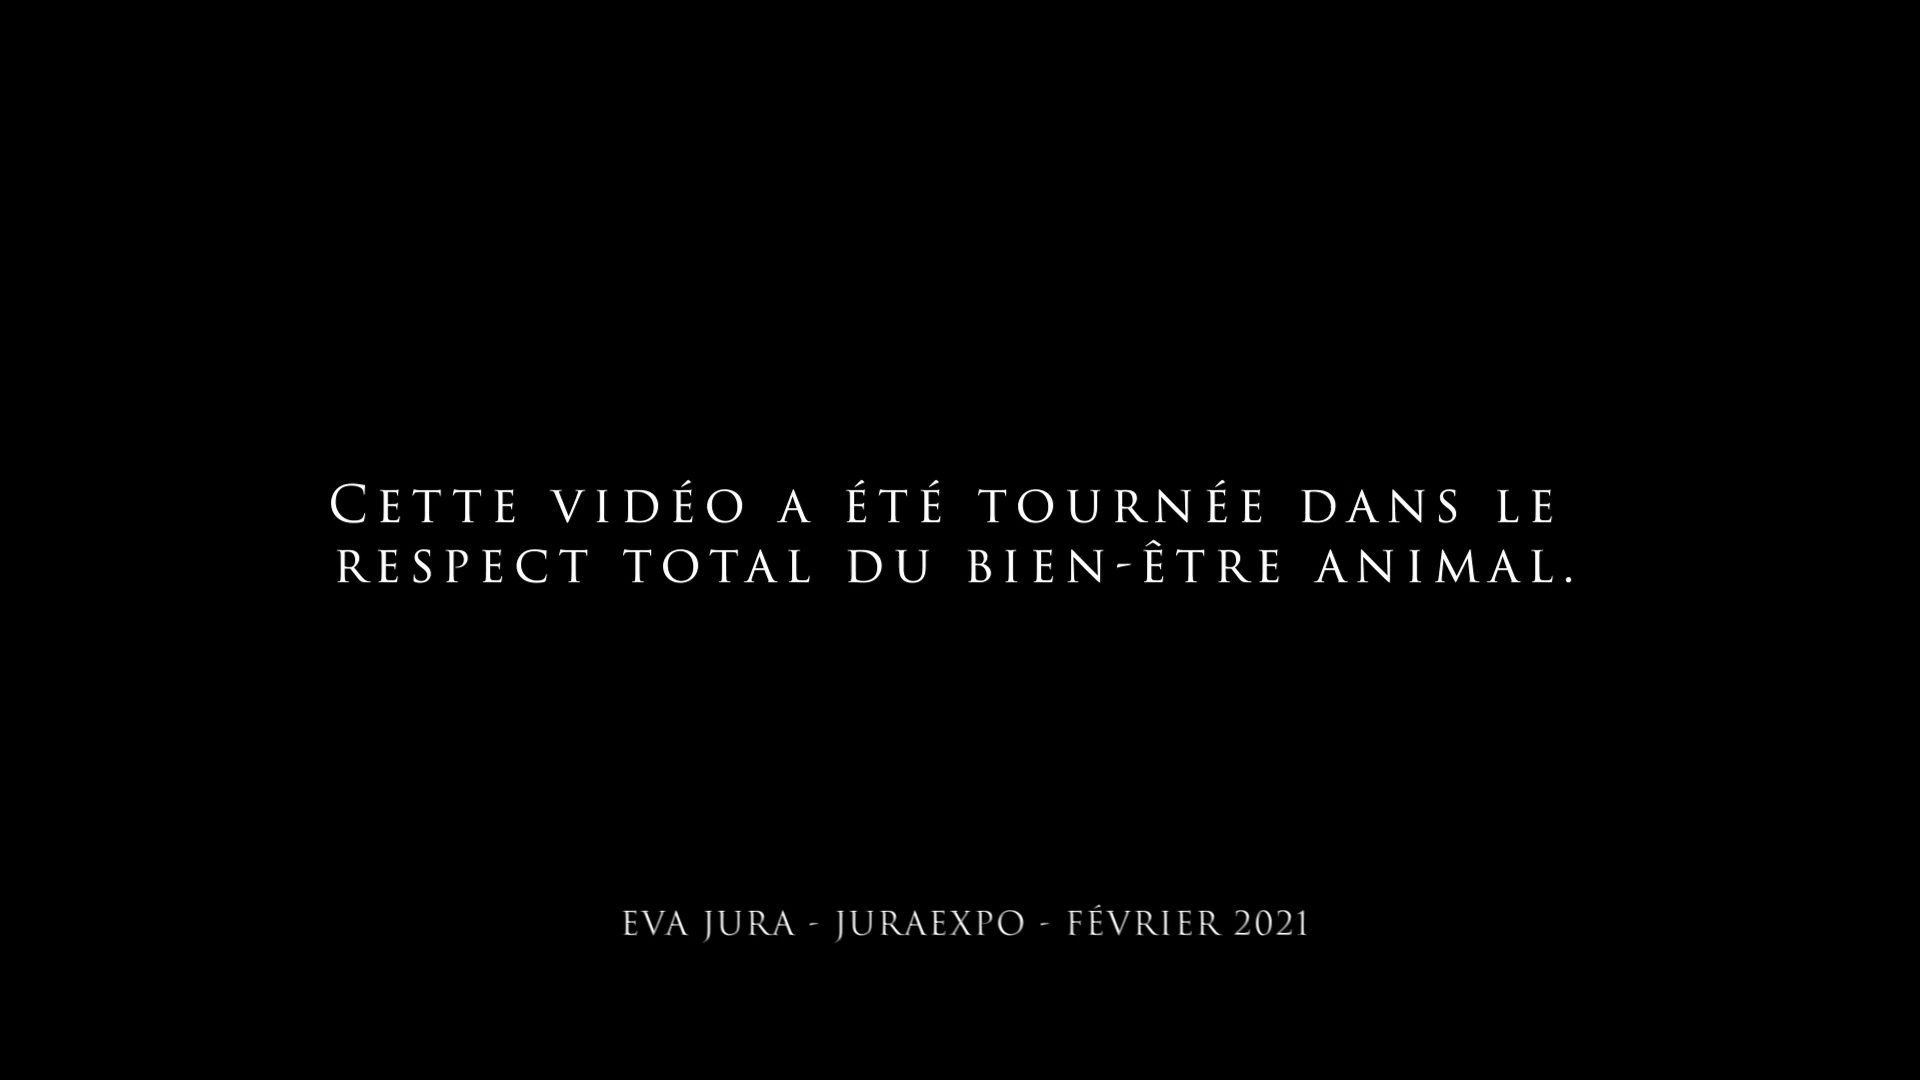 Cette vidéo a été tournée dans le
respect total du bien-être animal.
EVA JURA - JURAEXPO - FÉVRIER 2021